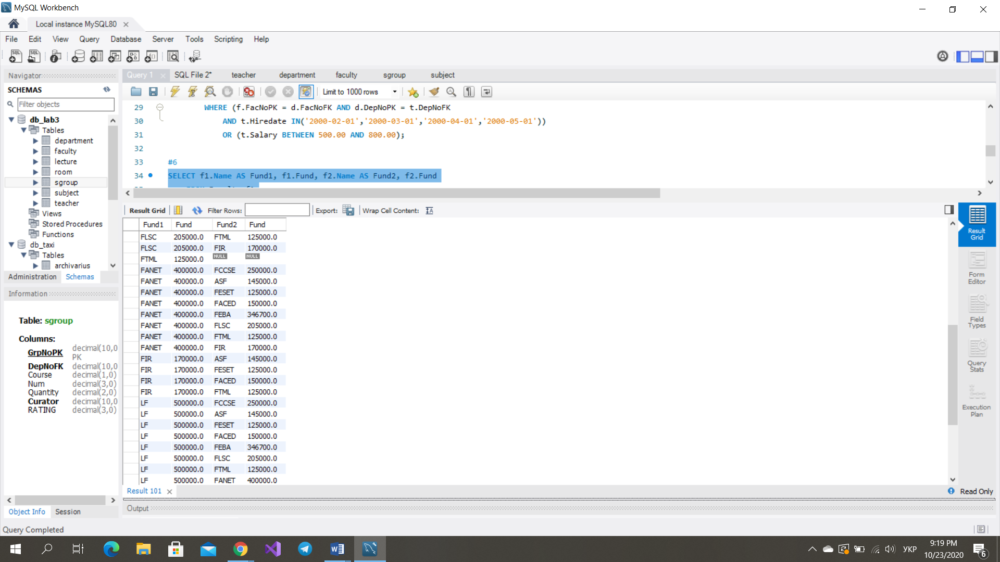 MySQL Workbench
Local instance MySQL80
File Edit View Query Database Server Tools Scripting Help
Navigator
SCHEMAS
Filter objects
db_lab3
Tables
department
faculty
lecture
room
sgroup
subject
teacher
Views
Stored Procedures
Functions
db_taxi
Tables
archivarius
Administration Schemas
Information
Table: sgroup
Columns:
GrpNoPK decimal(10,0
PK
DepNoFK decimal(10,0
Course decimal(1,0)
Num decimal(3,0)
Quantity decimal(2,0)
Curator decimal(10,0
RATING decimal(3,0)
Object Info Session
Query 1 SQL File 2* teacher department faculty sgroup subject
Limit to 1000 rows
29 WHERE (f.FacNoPK = d.FacNoFK AND d.DepNoPK = t.DepNoFK
30 AND t.Hiredate IN('2000-02-01','2000-03-01','2000-04-01','2000-05-01'))
31 OR (t.Salary BETWEEN 500.00 AND 800.00);
32
33 #6
34 SELECT f1.Name AS Fund1, f1.Fund, f2.Name AS Fund2, f2.Fund
Result Grid Filter Rows: Export: Wrap Cell Content:
Fund1 Fund Fund2 Fund
FLSC 205000.0 FTML 125000.0
FLSC 205000.0 FIR 170000.0
FTML 125000.0 NULL NULL
FANET 400000.0 FCCSE 250000.0
FANET 400000.0 ASF 145000.0
FANET 400000.0 FESET 125000.0
FANET 400000.0 FACED 150000.0
FANET 400000.0 FEBA 346700.0
FANET 400000.0 FLSC 205000.0
FANET 400000.0 FTML 125000.0
FANET 400000.0 FIR 170000.0
FIR 170000.0 ASF 145000.0
FIR 170000.0 FESET 125000.0
FIR 170000.0 FACED 150000.0
FIR 170000.0 FTML 125000.0
LF 500000.0 FCCSE 250000.0
LF 500000.0 ASF 145000.0
LF 500000.0 FESET 125000.0
LF 500000.0 FACED 150000.0
LF 500000.0 FEBA 346700.0
LF 500000.0 FLSC 205000.0
LF 500000.0 FTML 125000.0
LF 500000.0 FANET 400000.0
Result Grid
Form Editor
Field Types
Query Stats
Execution Plan
Result 101
Read Only
Output
Query Completed
УКР
9:19 PM
10/23/2020
6